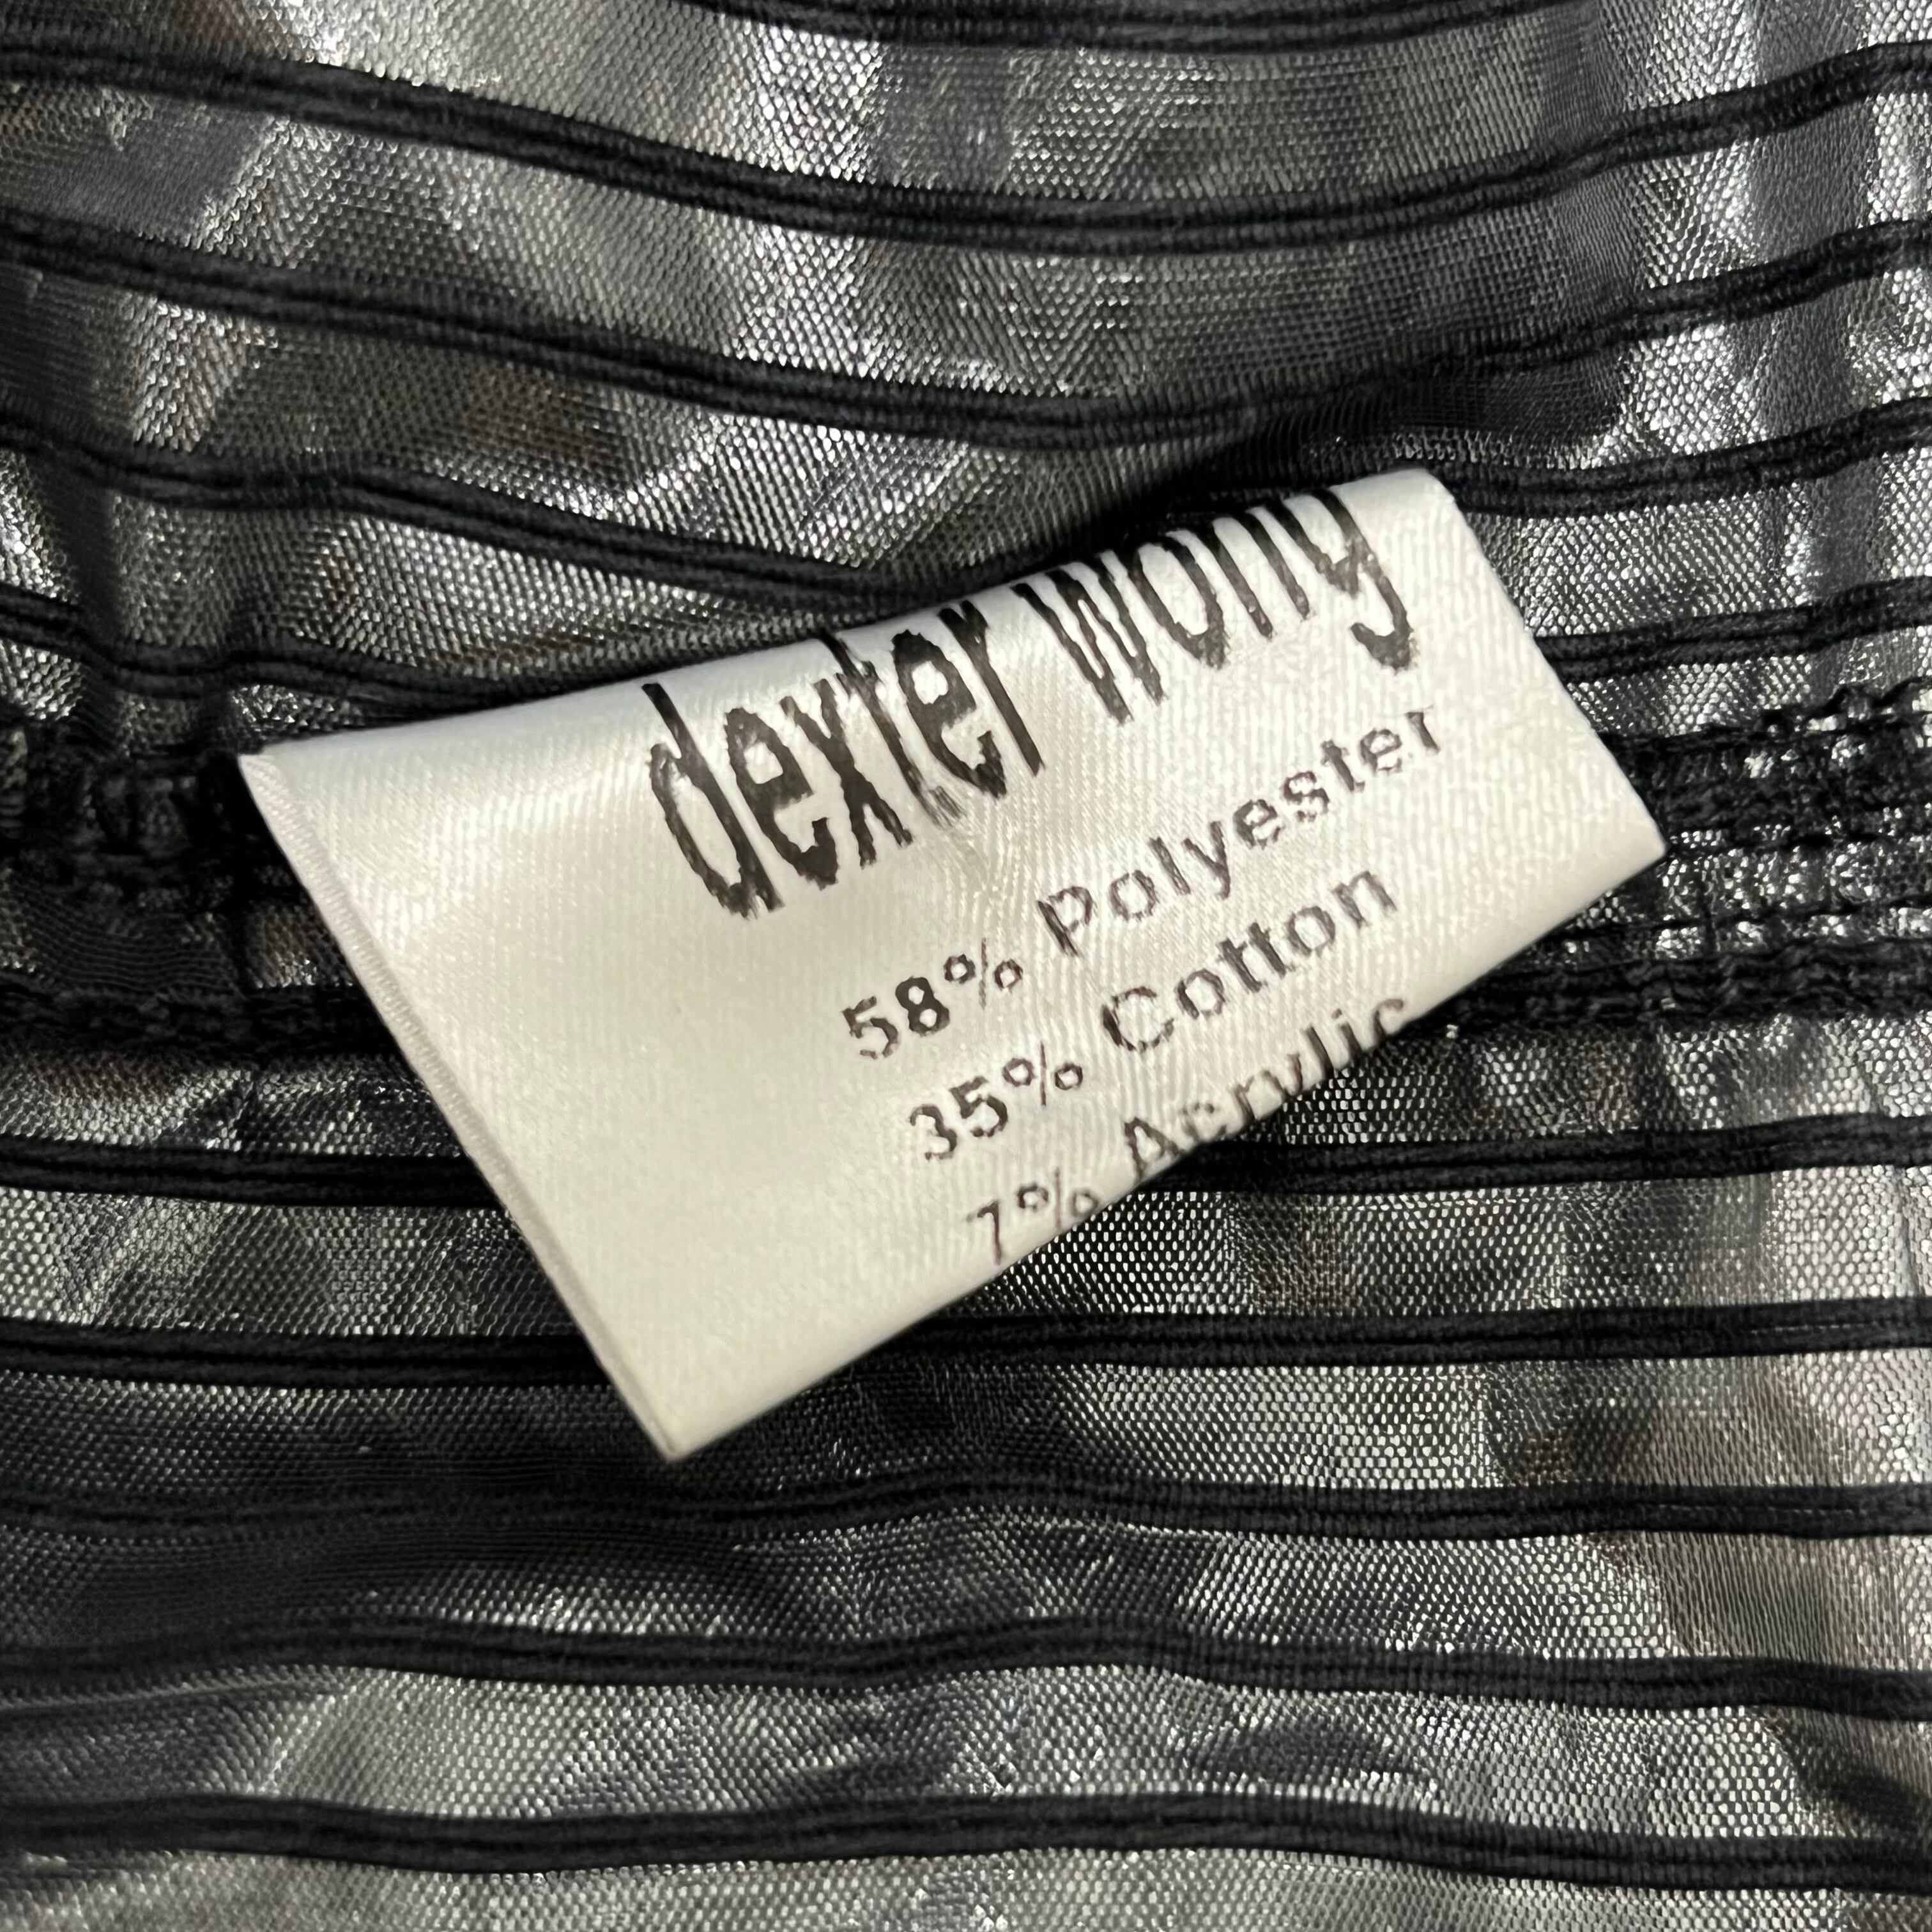 dexter wong
58% Polyester
35% Cotton
7% Acrylic